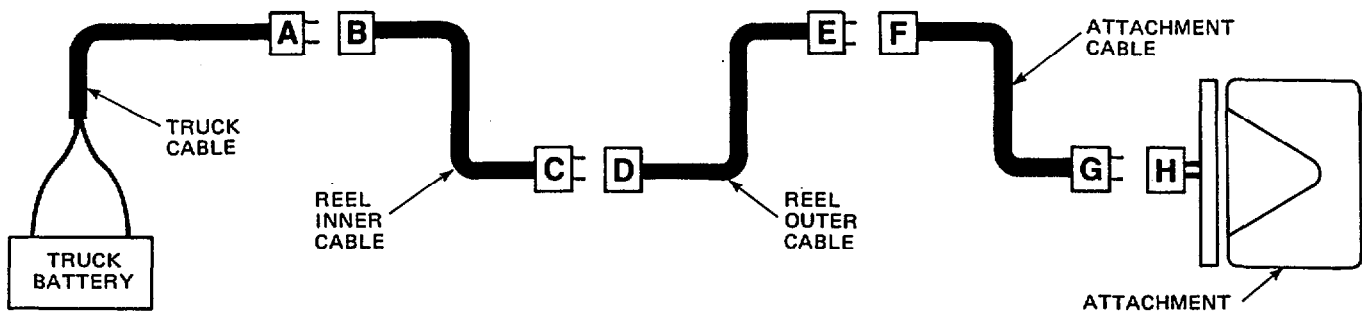 A
B
E
F
ATTACHMENT
CABLE
TRUCK
CABLE
C
D
G
H
REEL
INNER
CABLE
REEL
OUTER
CABLE
TRUCK
BATTERY
ATTACHMENT